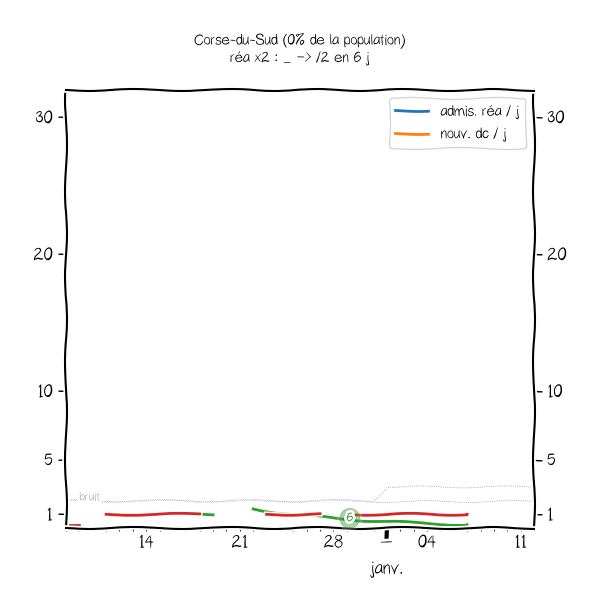 Corse-du-Sud (0% de la population)
réa x2 : _ -> /2 en 6 j
30
30
admis. réa / j
nouv. dc / j
20
20
10
10
5
5
bruit
1
6
1
14
21
28
04
11
janv.